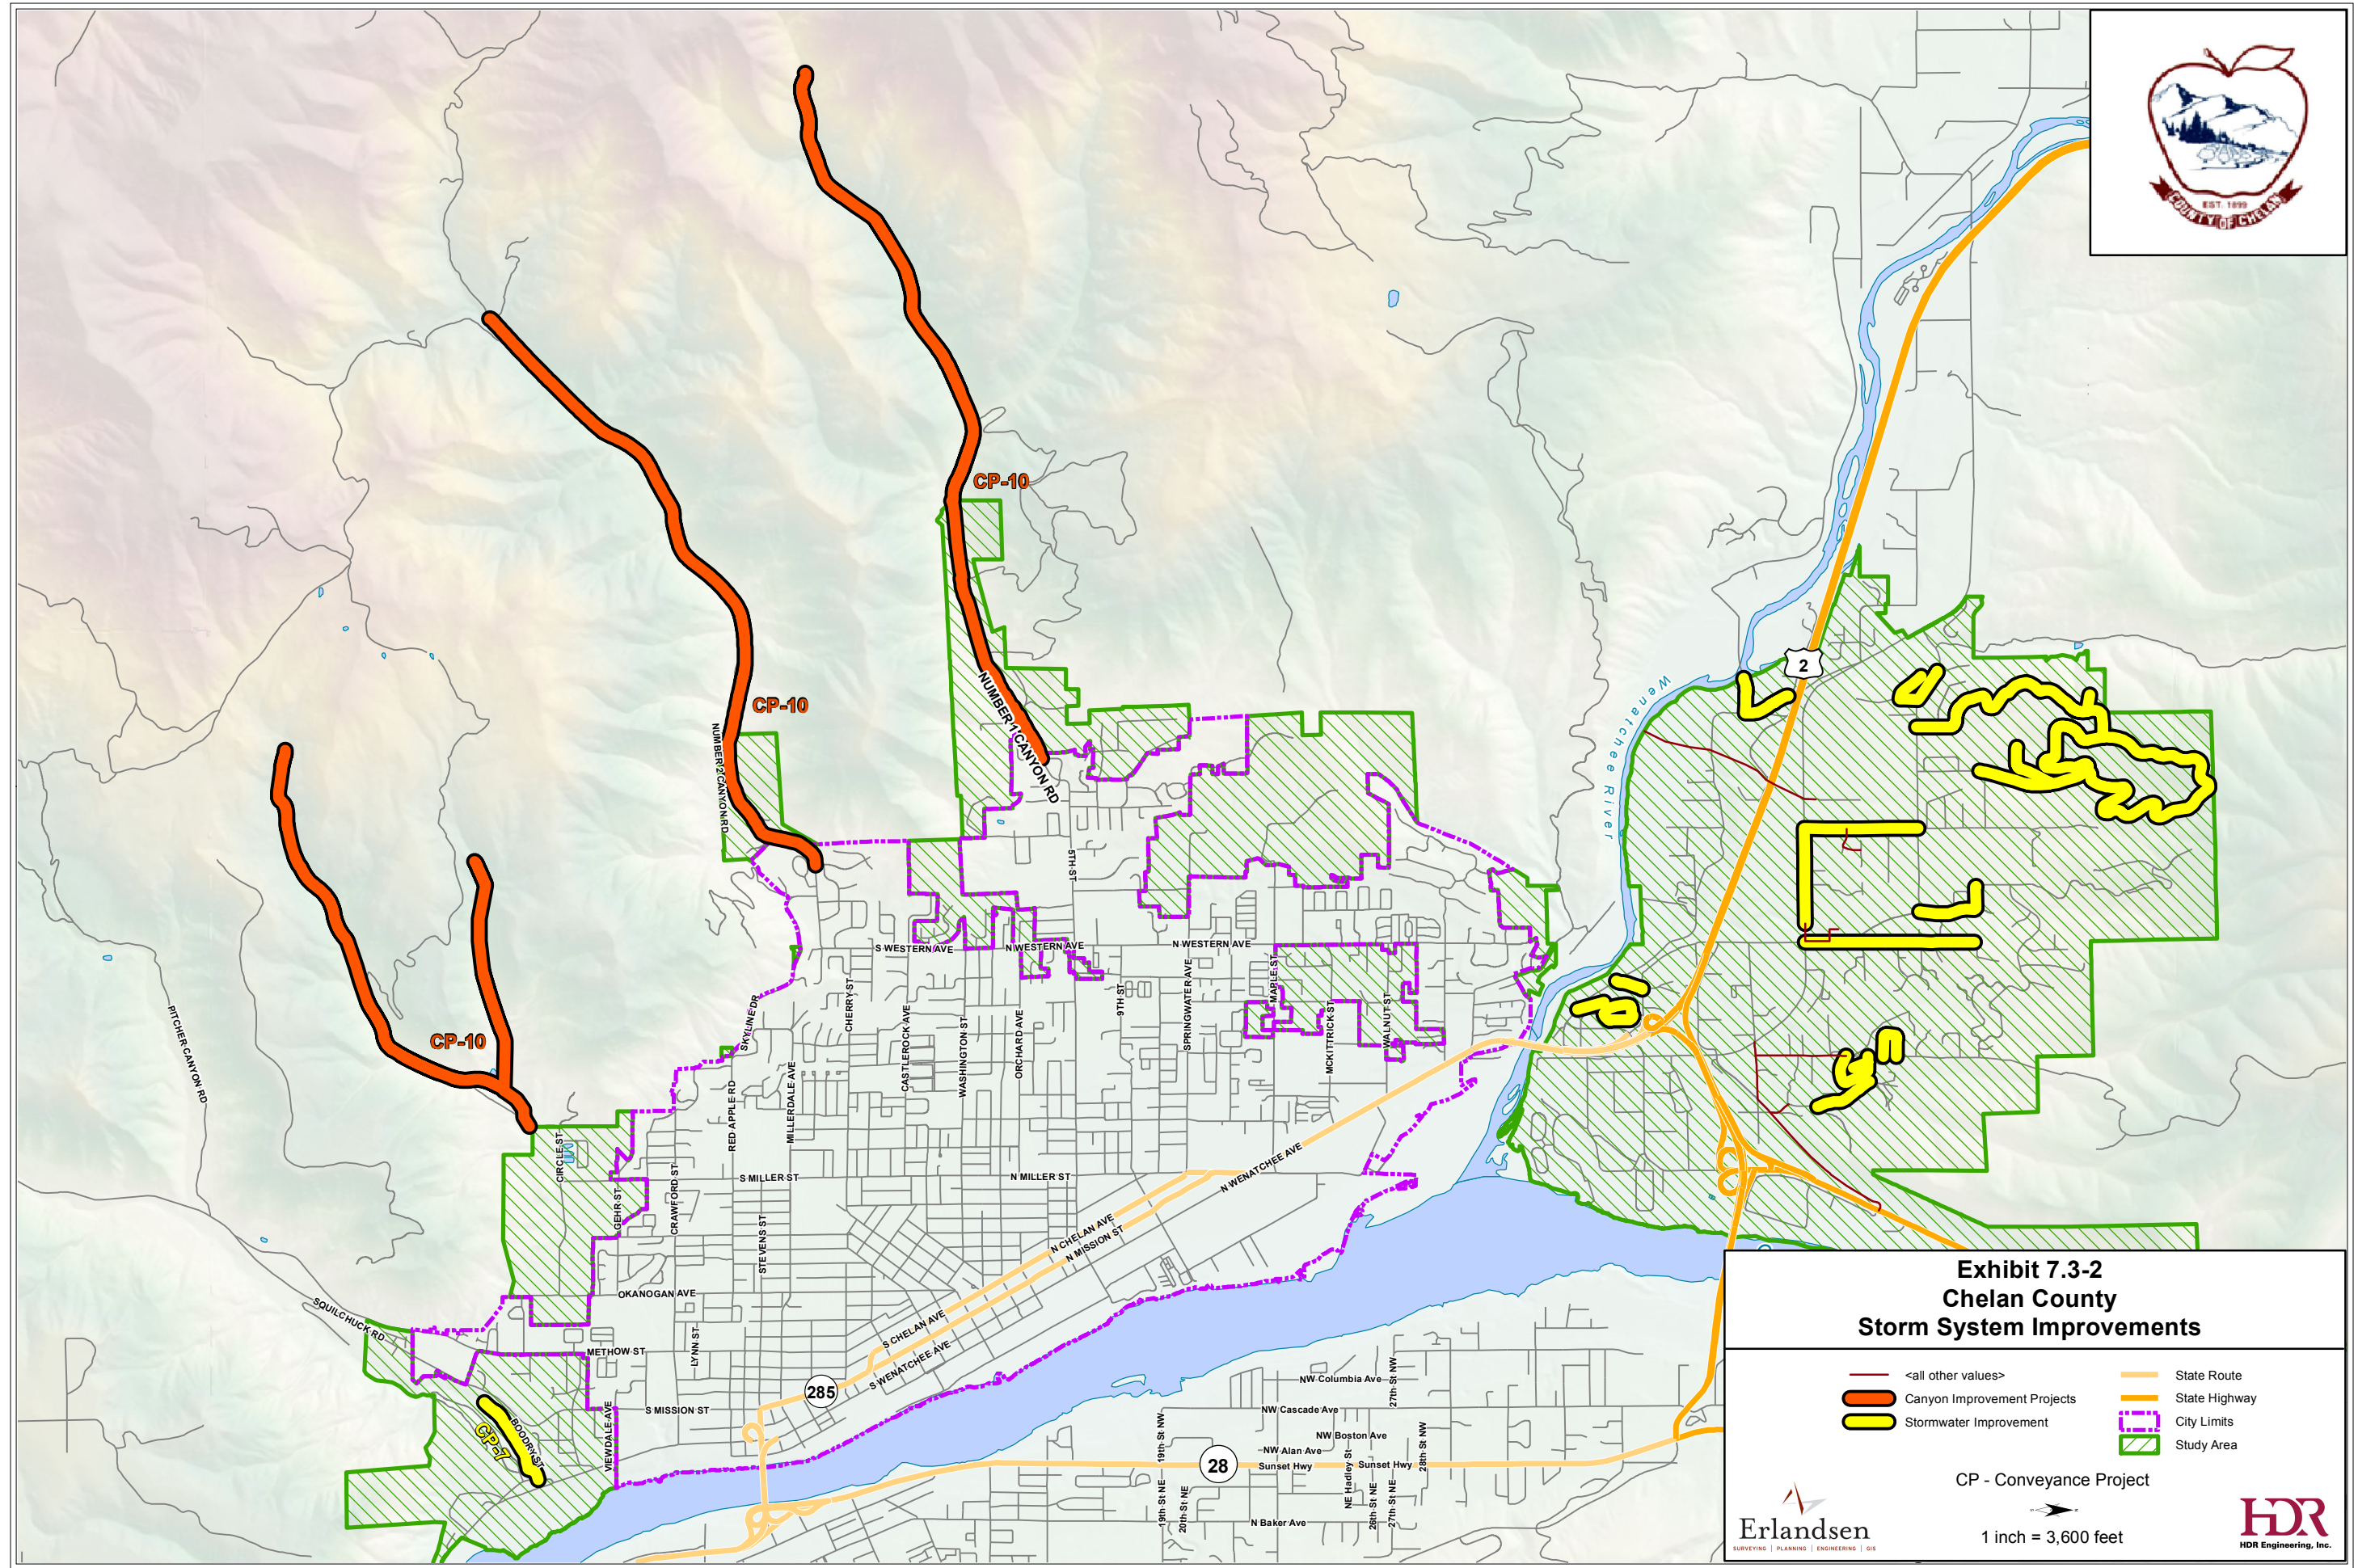 EST. 1899
COUNTY OF CHELAN
CP-10
CP-10
CP-10
CP-7
NUMBER 1 CANYON RD
NUMBER 2 CANYON RD
PITCHER CANYON RD
SQUILCHUCK RD
Wenatchee River
2
5TH ST
S WESTERN AVE
N WESTERN AVE
N WESTERN AVE
SKYLINE DR
CHERRY ST
CASTLEROCK AVE
WASHINGTON ST
ORCHARD AVE
9TH ST
SPRINGWATER AVE
MAPLE ST
MCKITTRICK ST
WALNUT ST
RED APPLE RD
MILLERDALE AVE
CIRCLE ST
GEHR ST
CRAWFORD ST
S MILLER ST
N MILLER ST
N WENATCHEE AVE
STEVENS ST
N CHELAN AVE
N MISSION ST
OKANOGAN AVE
METHOW ST
LYNN ST
S CHELAN AVE
S WENATCHEE AVE
285
S MISSION ST
VIEWDALE AVE
BOODRY ST
NW Columbia Ave
27th St NW
NW Cascade Ave
19th St NW
NW Boston Ave
28th St NW
NW Alan Ave
28
Sunset Hwy
Sunset Hwy
NE Hadley St
19th St NE
20th St NE
26th St NE
27th St NE
N Baker Ave
Exhibit 7.3-2
Chelan County
Storm System Improvements
<all other values>
Canyon Improvement Projects
Stormwater Improvement
State Route
State Highway
City Limits
Study Area
CP - Conveyance Project
1 inch = 3,600 feet
Erlandsen
SURVEYING | PLANNING | ENGINEERING | GIS
HDR
HDR Engineering, Inc.